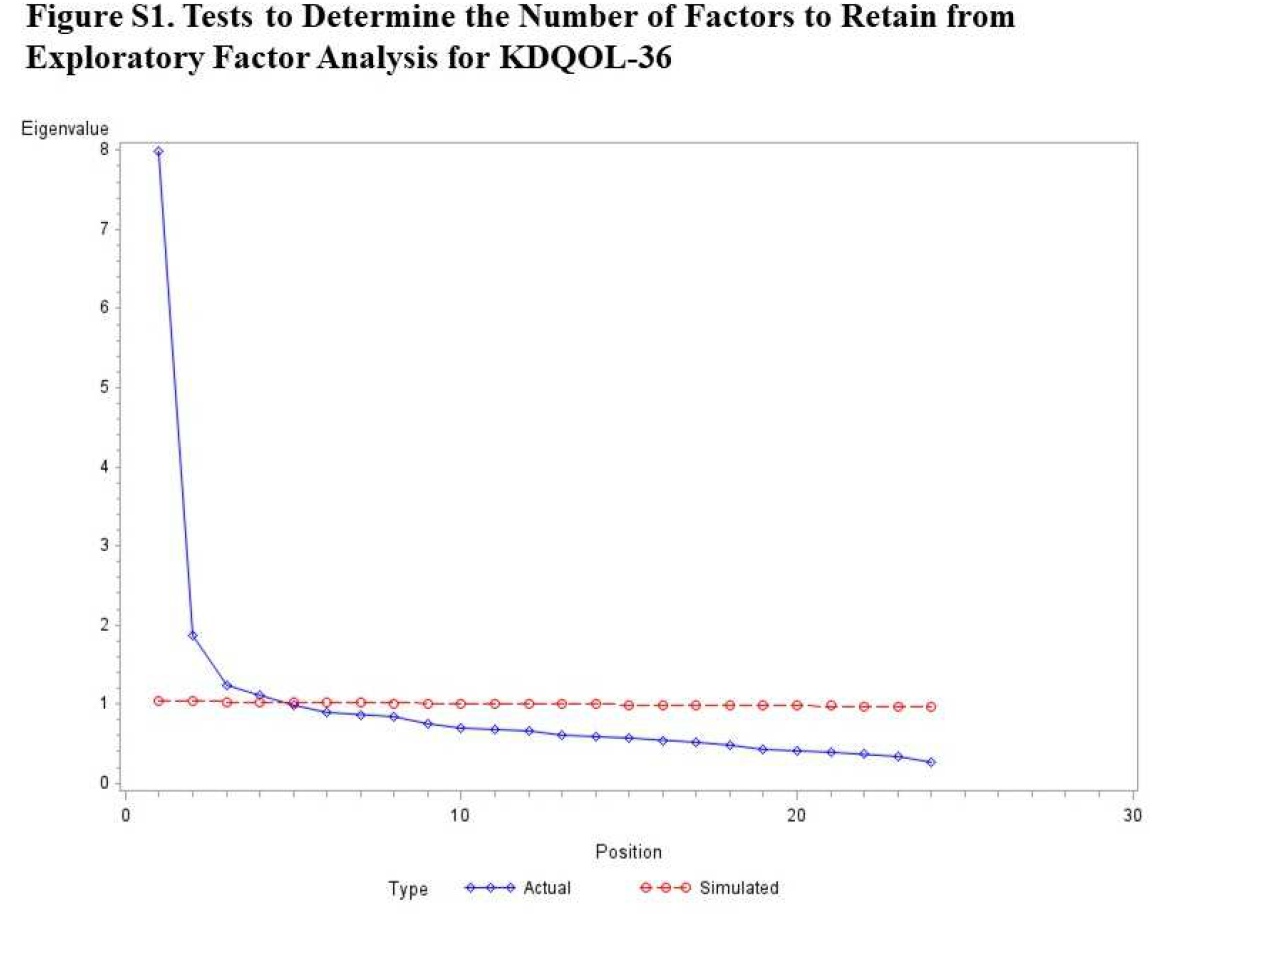 Figure S1. Tests to Determine the Number of Factors to Retain from
Exploratory Factor Analysis for KDQOL-36
Eigenvalue
8
7
6
5
4
3
2
1
0
0 10 20 30
Position
Type Actual Simulated